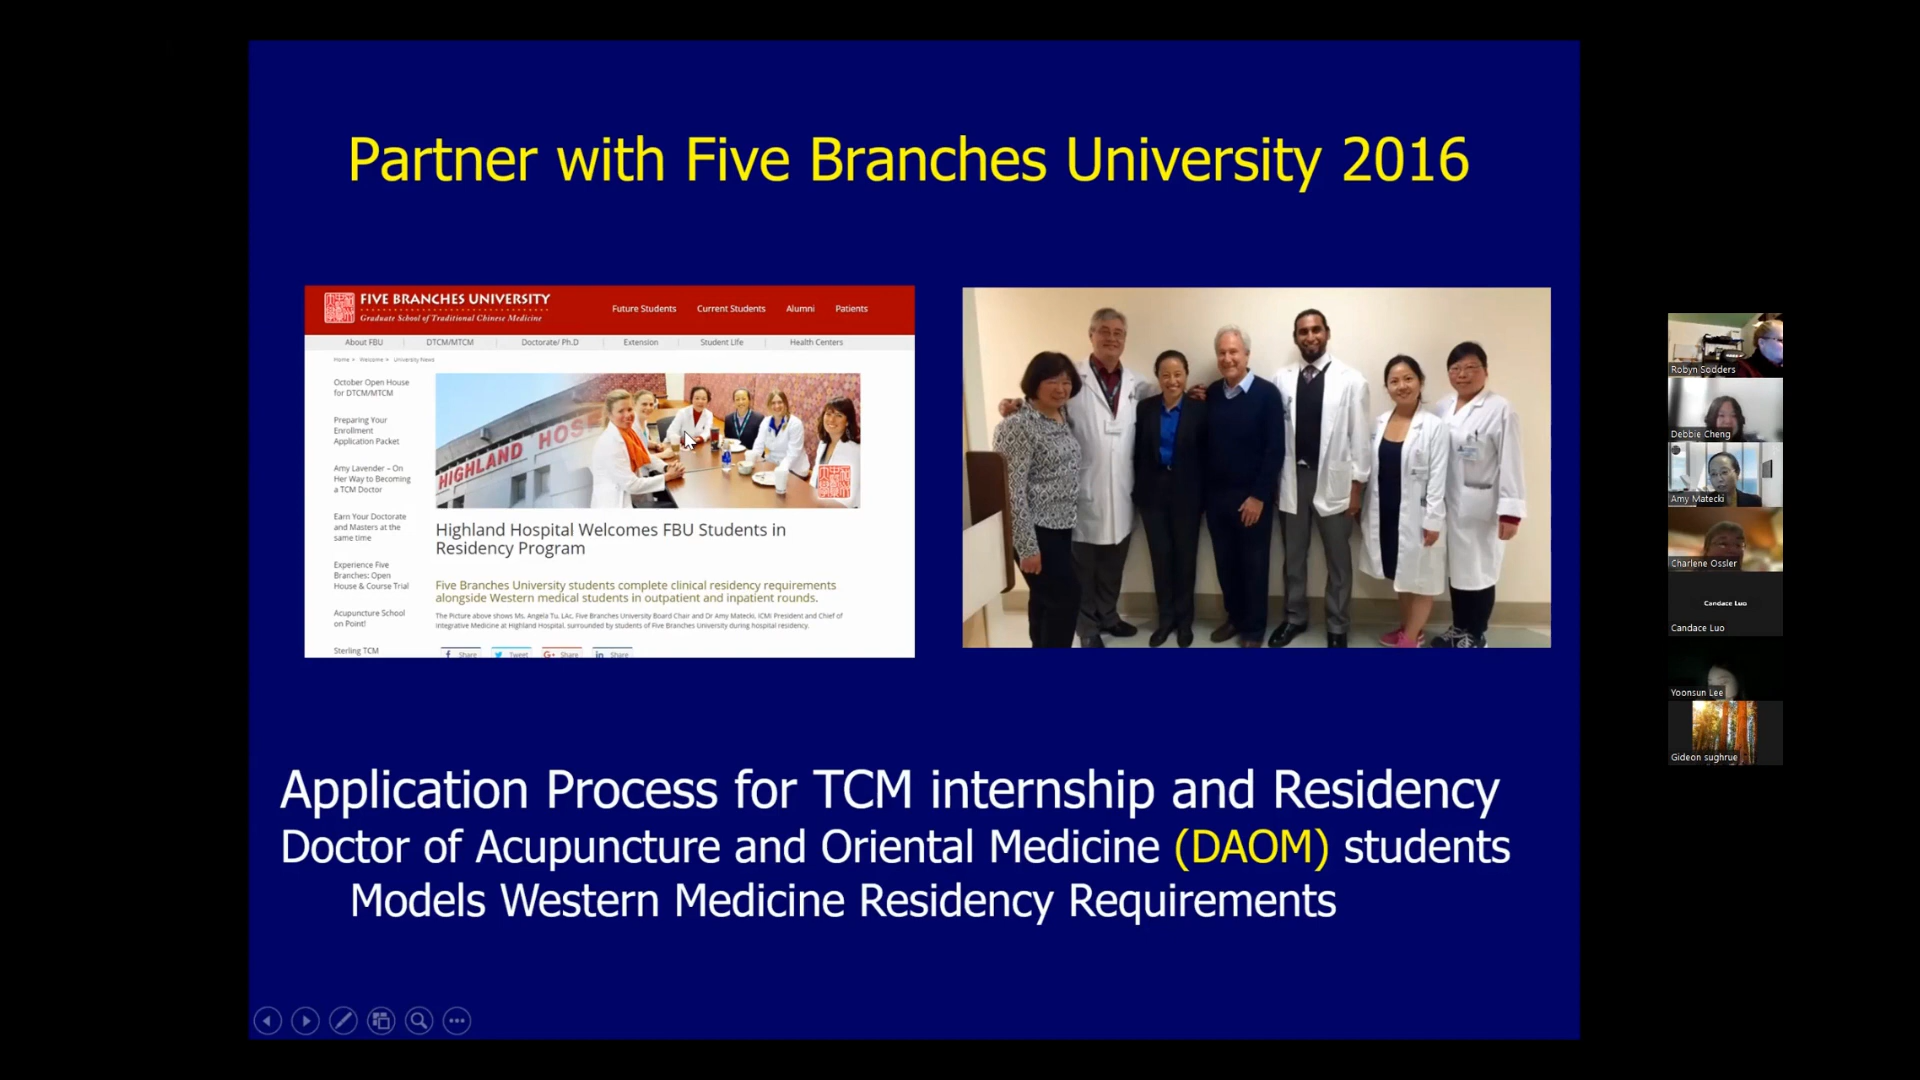 Partner with Five Branches University 2016
FIVE BRANCHES UNIVERSITY
Graduate School of Traditional Chinese Medicine
Future Students Current Students Alumni Patients
About FBU DTCM/MTCM Doctorate/ Ph.D Extension Student Life Health Centers
Home > Welcome > University News
October Open House
for DTCM/MTCM
Preparing Your
Enrollment
Application Packet
Amy Lavender – On
Her Way to Becoming
a TCM Doctor
Earn Your Doctorate
and Masters at the
same time
Experience Five
Branches: Open
House & Course Trial
Acupuncture School
on Point!
Sterling TCM
HIGHLAND HOSP
Highland Hospital Welcomes FBU Students in
Residency Program
Five Branches University students complete clinical residency requirements
alongside Western medical students in outpatient and inpatient rounds.
The Picture above shows Ms. Angela Tu, LAc, Five Branches University Board Chair and Dr Amy Matecki, ICMI President and Chief of
Integrative Medicine at Highland Hospital, surrounded by students of Five Branches University during hospital residency.
Share Tweet Share Share
Application Process for TCM internship and Residency
Doctor of Acupuncture and Oriental Medicine (DAOM) students
Models Western Medicine Residency Requirements
Robyn Sodders
Debbie Cheng
Amy Matecki
Charlene Ossler
Candace Luo
Candace Luo
Yoonsun Lee
Gideon sughrue